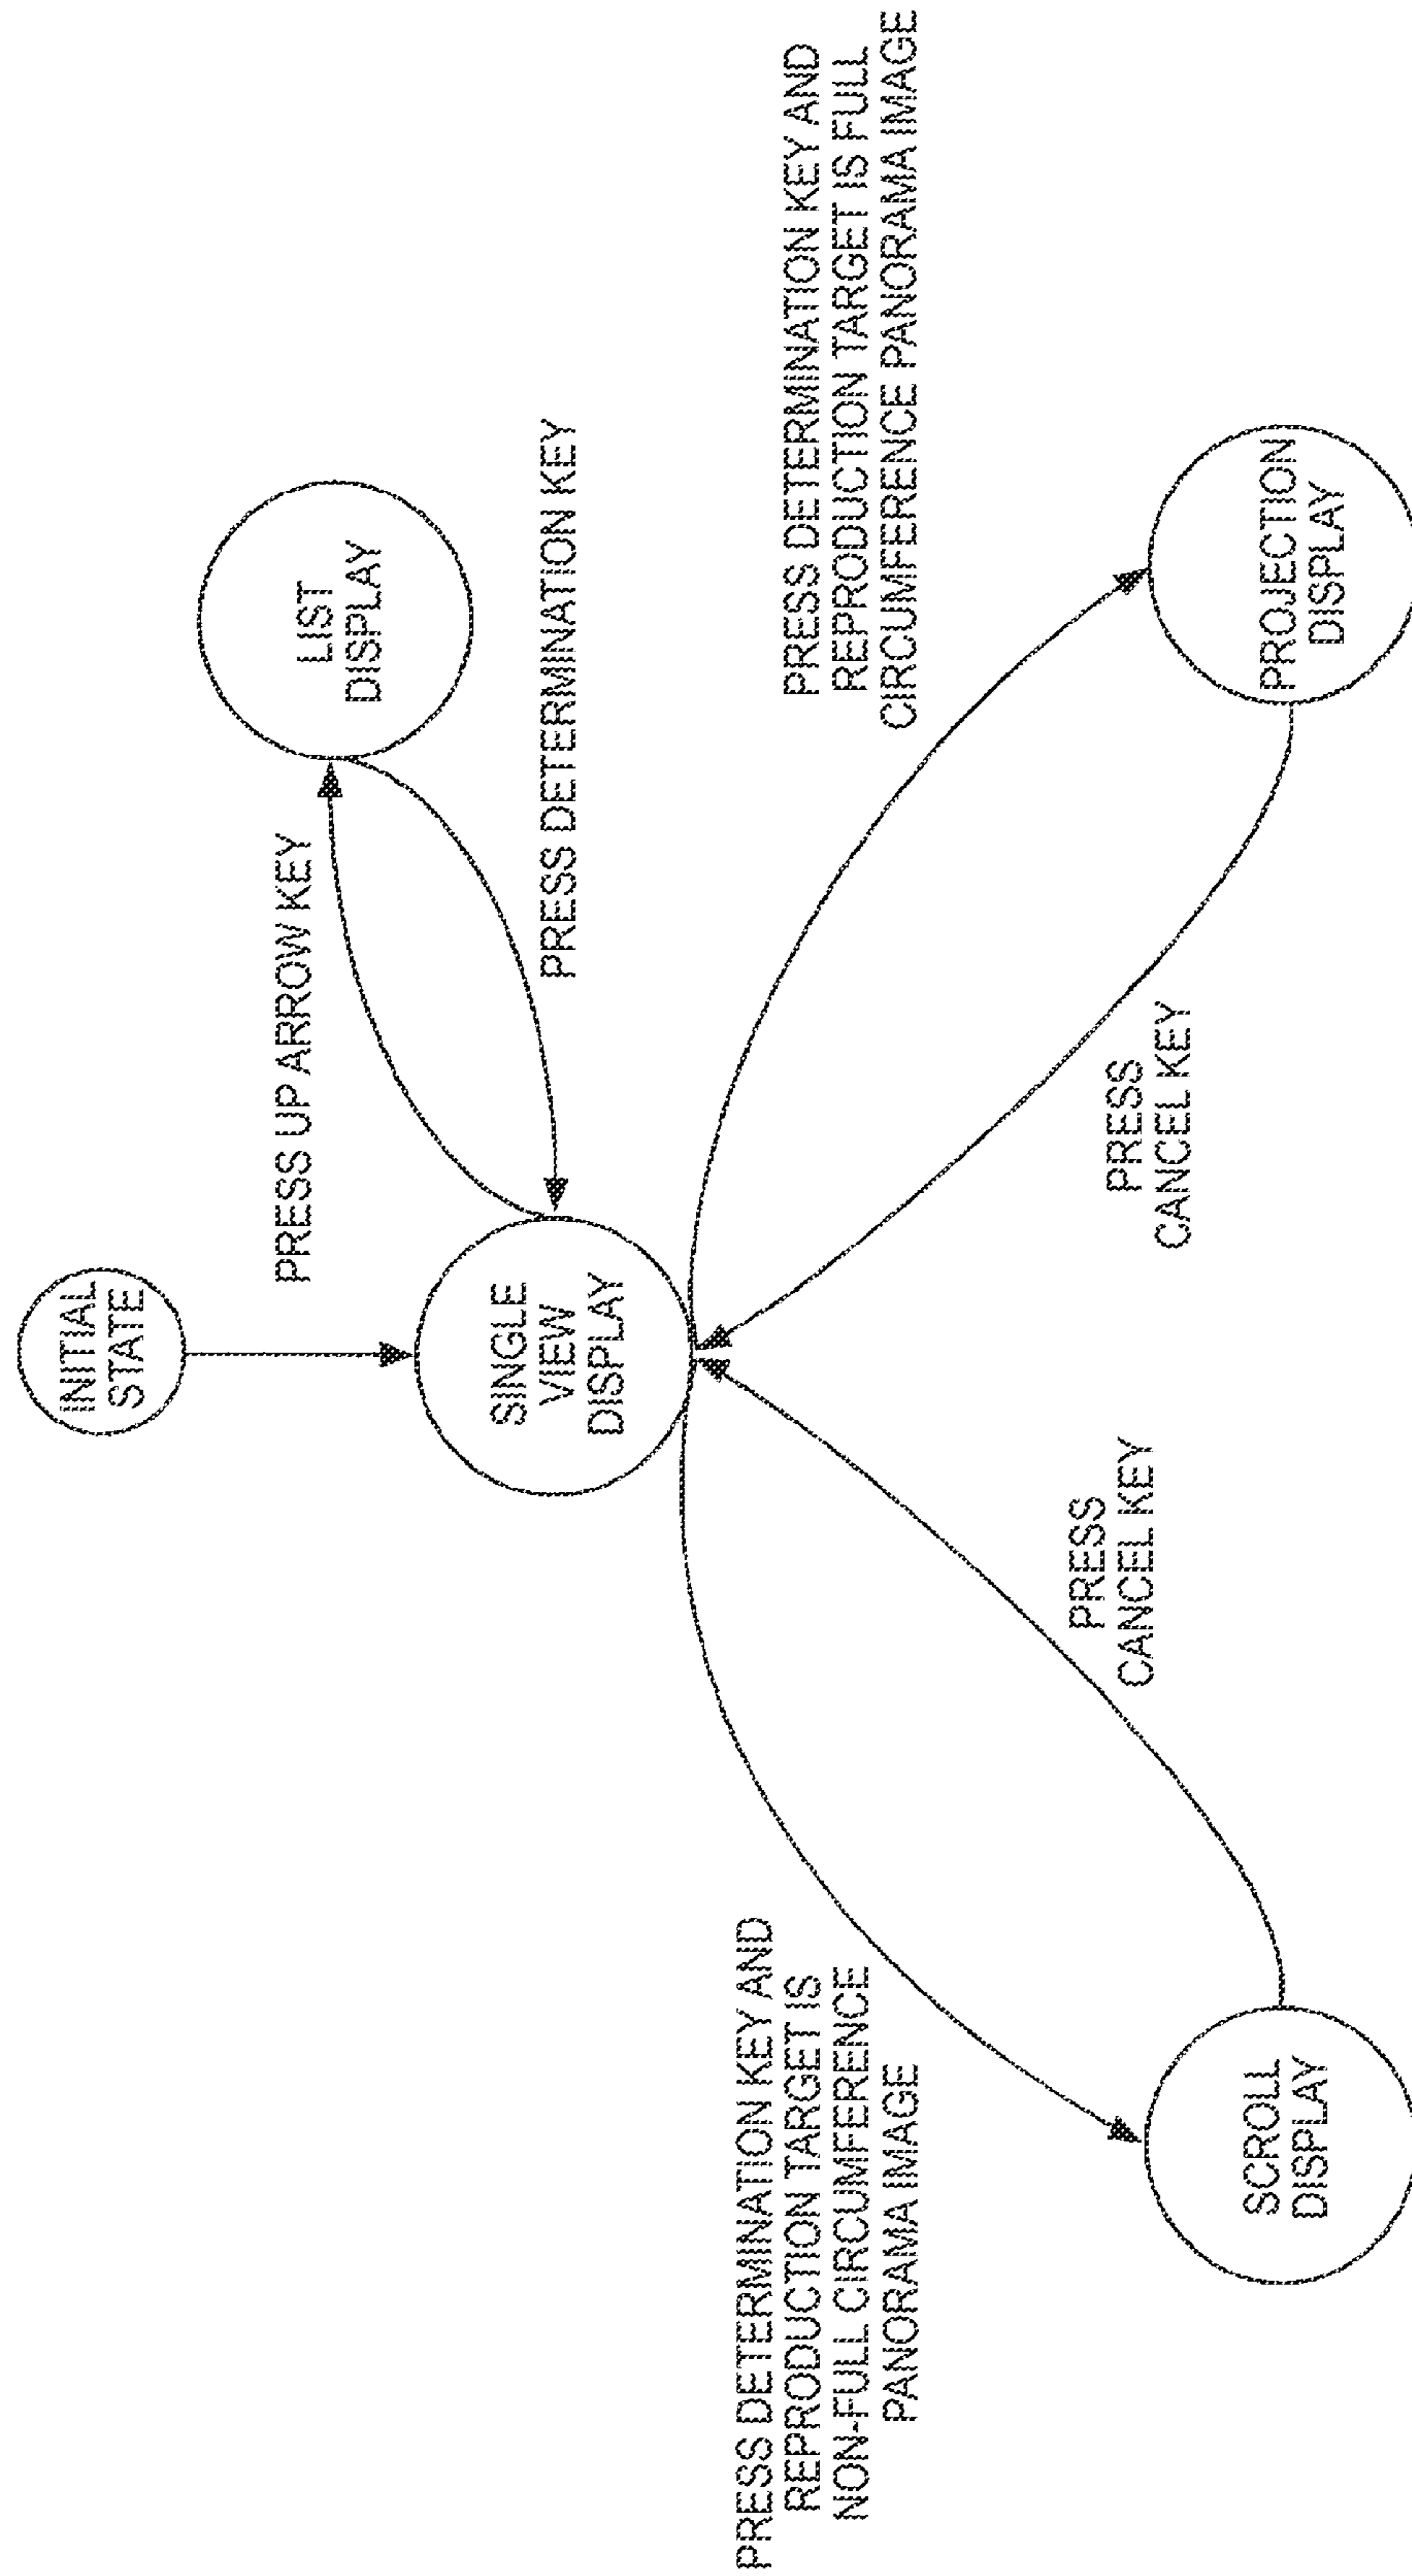 INITIAL
STATE
PRESS UP ARROW KEY
LIST
DISPLAY
SINGLE
VIEW
DISPLAY
PRESS DETERMINATION KEY
PRESS DETERMINATION KEY AND
REPRODUCTION TARGET IS
NON-FULL CIRCUMFERENCE
PANORAMA IMAGE
PRESS DETERMINATION KEY AND
REPRODUCTION TARGET IS FULL
CIRCUMFERENCE PANORAMA IMAGE
PRESS
CANCEL KEY
PRESS
CANCEL KEY
SCROLL
DISPLAY
PROJECTION
DISPLAY